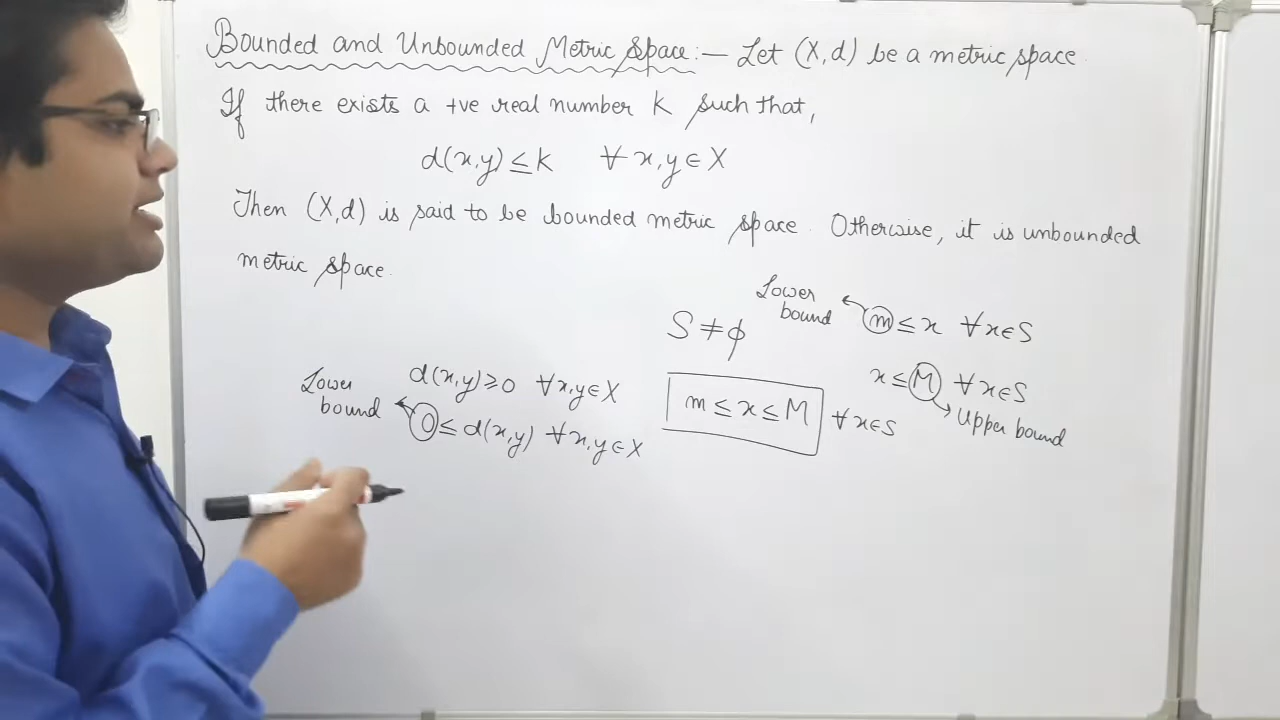 Bounded and Unbounded Metric Space:— Let (X,d) be a metric space.
If there exists a +ve real number k such that,
d(x,y) ≤ k ∀ x,y ∈ X
Then (X,d) is said to be bounded metric space. Otherwise, it is unbounded
metric space.
S ≠ ϕ
Lower
bound
m ≤ x ∀ x ∈ S
x ≤ M ∀ x ∈ S
Upper bound
m ≤ x ≤ M ∀ x ∈ S
d(x,y) ≥ 0 ∀ x,y ∈ X
Lower
bound
0 ≤ d(x,y) ∀ x,y ∈ X